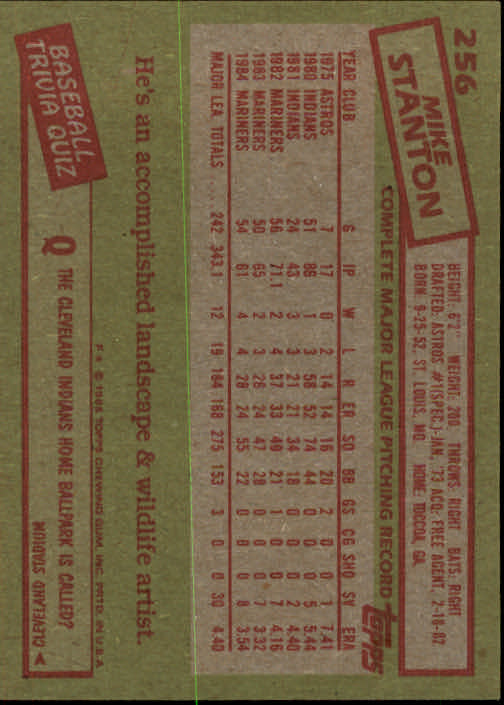 256
MIKE
STANTON
HEIGHT: 6'2" WEIGHT: 200 THROWS: RIGHT BATS: RIGHT
DRAFTED: ASTROS #1(SPEC.)-JAN. '73 ACQ: FREE AGENT, 2-18-82
BORN: 9-25-52, ST. LOUIS, MO. HOME: TOCCOA, GA
COMPLETE MAJOR LEAGUE PITCHING RECORD
Topps
YEAR CLUB G IP W L R ER SO BB GS CG SHO SV ERA
1975 ASTROS 7 17 0 2 14 14 16 20 2 0 0 1 7.41
1980 INDIANS 51 86 1 3 58 52 74 44 0 0 0 5 5.44
1981 INDIANS 24 43 3 3 21 21 34 18 0 0 0 2 4.40
1982 MARINERS 56 71.1 2 4 37 33 49 21 1 0 0 7 4.16
1983 MARINERS 50 65 2 3 26 24 47 28 0 0 0 7 3.32
1984 MARINERS 54 61 4 4 28 24 55 22 0 0 0 8 3.54
MAJOR LEA. TOTALS 242 343.1 12 19 184 168 275 153 3 0 0 30 4.40
He's an accomplished landscape & wildlife artist.
F* © 1985 TOPPS CHEWING GUM, INC. PRTD. IN U.S.A.
BASEBALL
TRIVIA QUIZ
Q THE CLEVELAND INDIANS HOME BALLPARK IS CALLED?
CLEVELAND STADIUM A